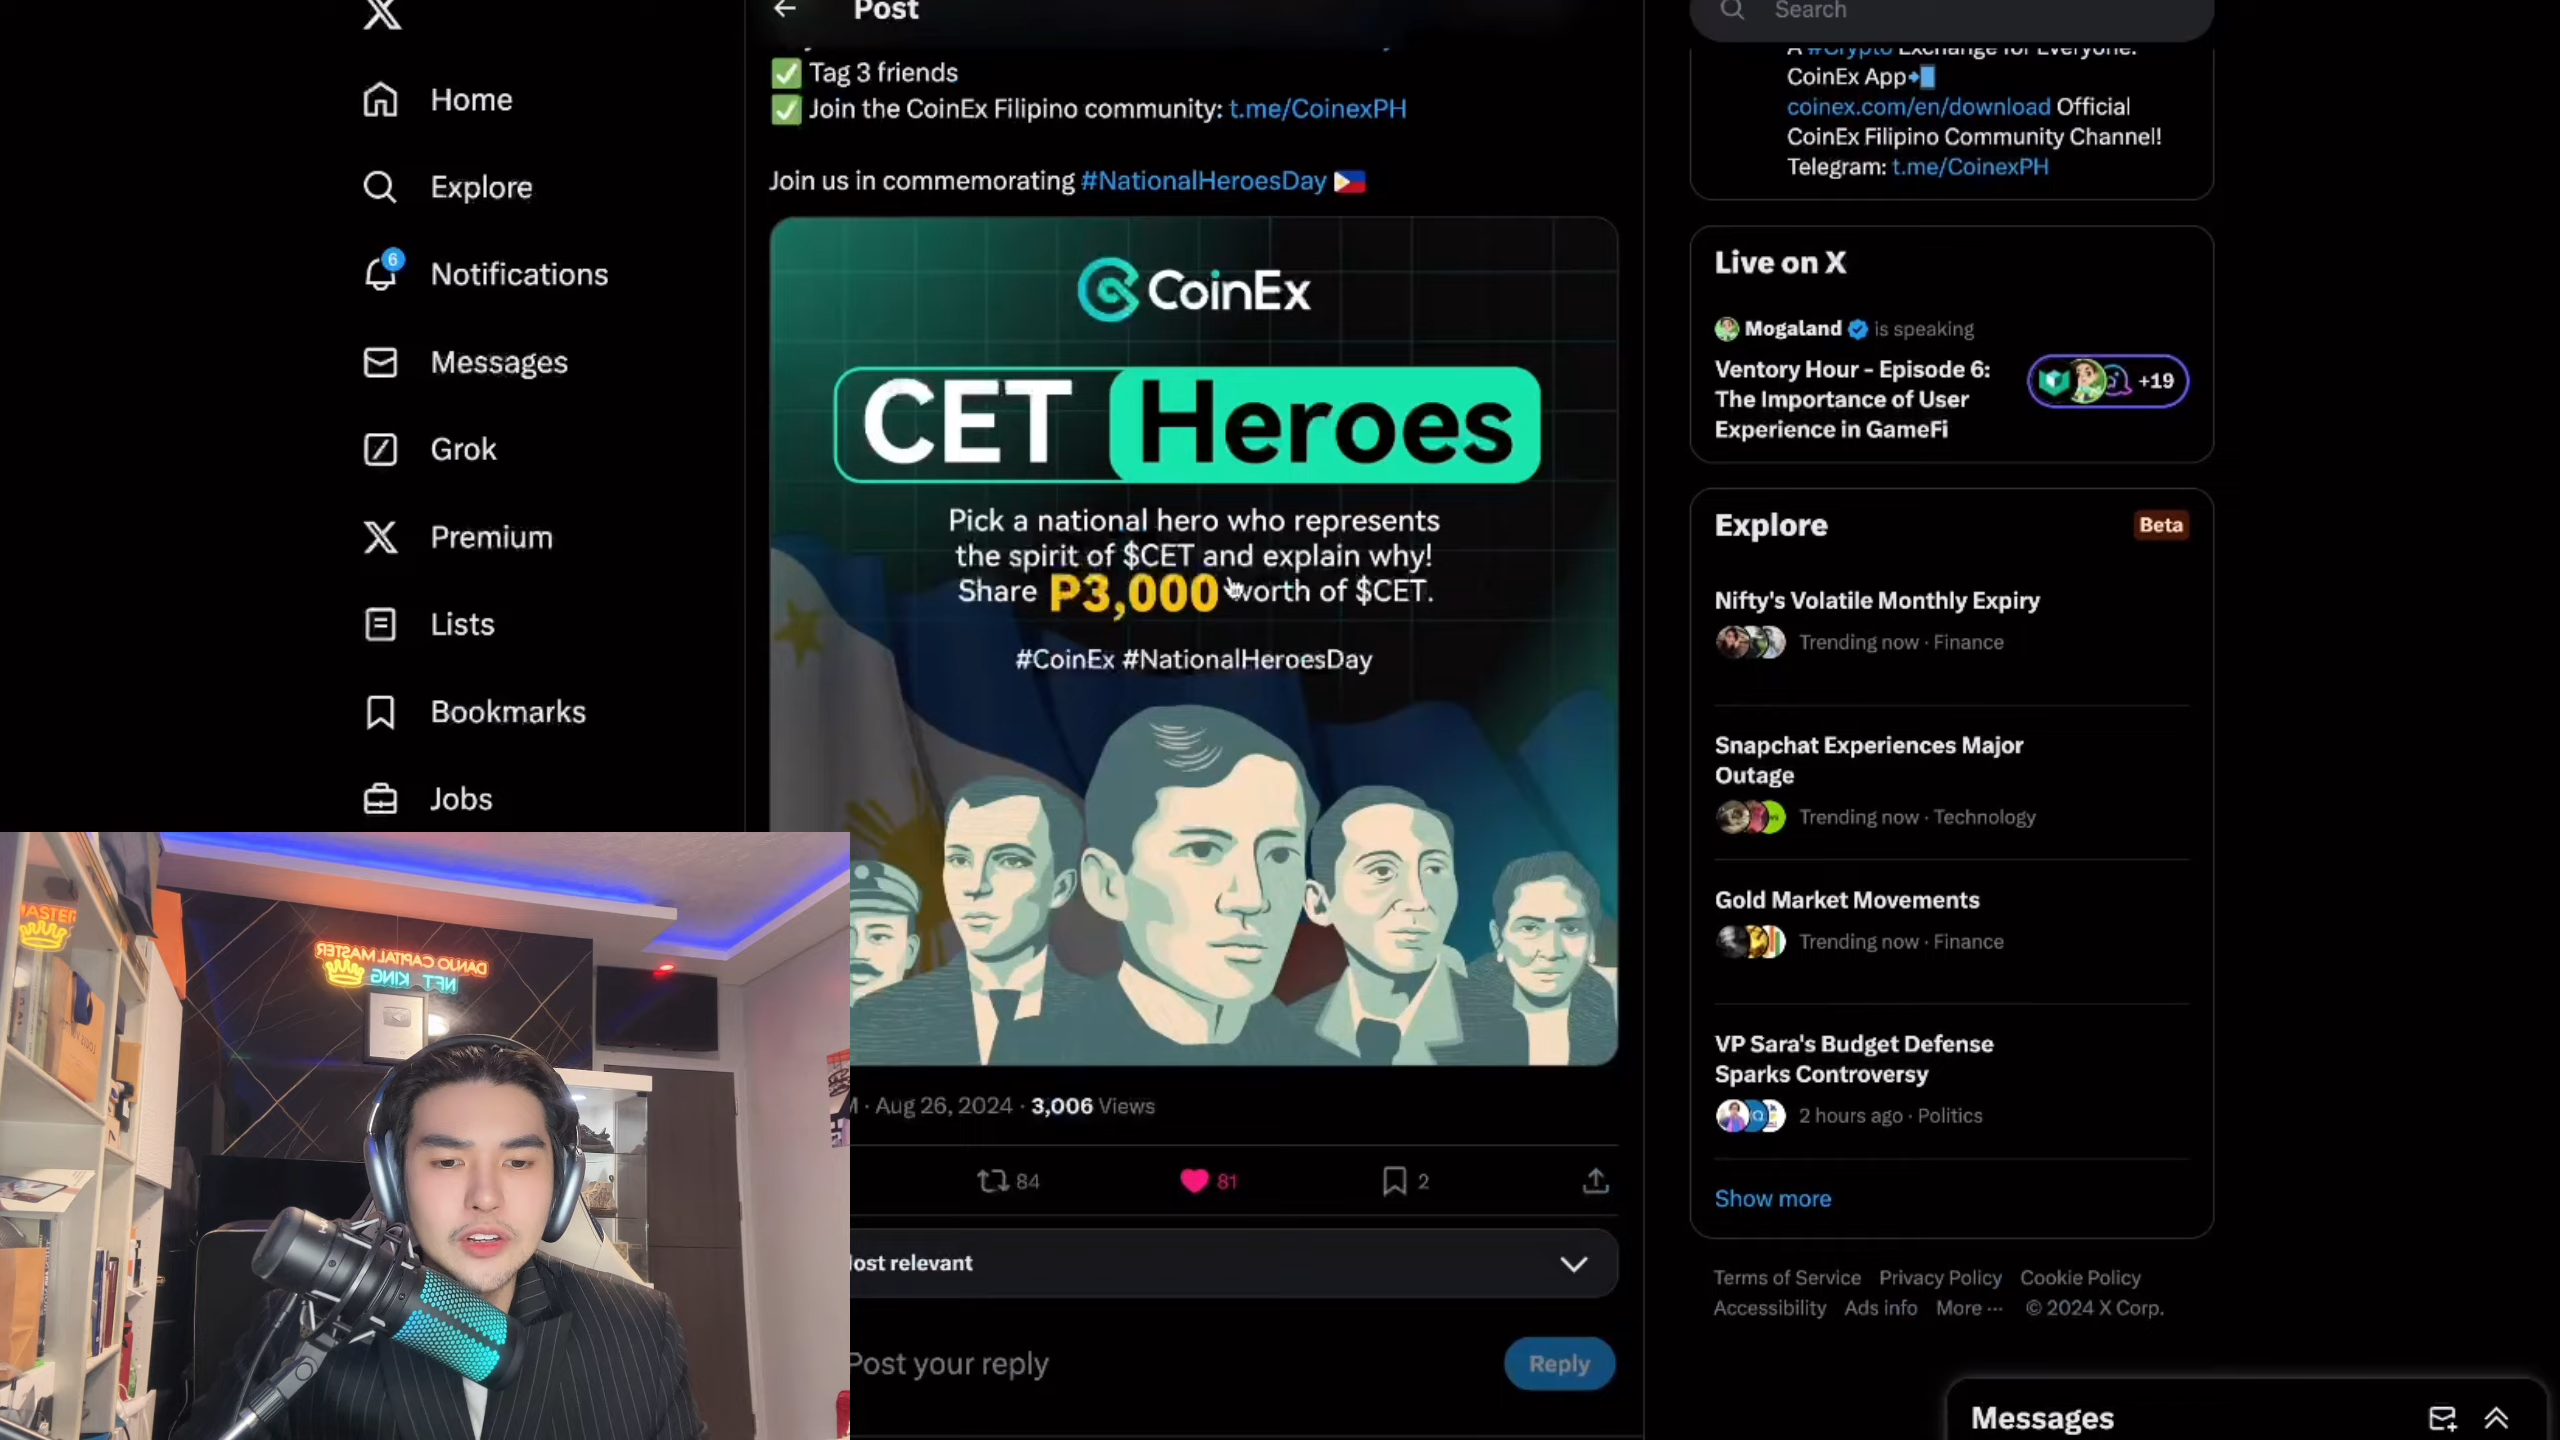 Home
Explore
6
Notifications
Messages
Grok
Premium
Lists
Bookmarks
Jobs
Post
✅ Tag 3 friends
✅ Join the CoinEx Filipino community: t.me/CoinexPH
Join us in commemorating #NationalHeroesDay 🇵🇭
CoinEx
CET Heroes
Pick a national hero who represents
the spirit of $CET and explain why!
Share P3,000 worth of $CET.
#CoinEx #NationalHeroesDay
· Aug 26, 2024 · 3,006 Views
84
81
2
ost relevant
Post your reply
Reply
Search
A #Crypto Exchange for Everyone.
CoinEx App
coinex.com/en/download Official
CoinEx Filipino Community Channel!
Telegram: t.me/CoinexPH
Live on X
Mogaland is speaking
Ventory Hour - Episode 6:
The Importance of User
Experience in GameFi
+19
Explore
Beta
Nifty's Volatile Monthly Expiry
Trending now · Finance
Snapchat Experiences Major
Outage
Trending now · Technology
Gold Market Movements
Trending now · Finance
VP Sara's Budget Defense
Sparks Controversy
2 hours ago · Politics
Show more
Terms of Service Privacy Policy Cookie Policy
Accessibility Ads info More ··· © 2024 X Corp.
Messages
MASTER
DANJO CAPITAL MASTER
NFT KING